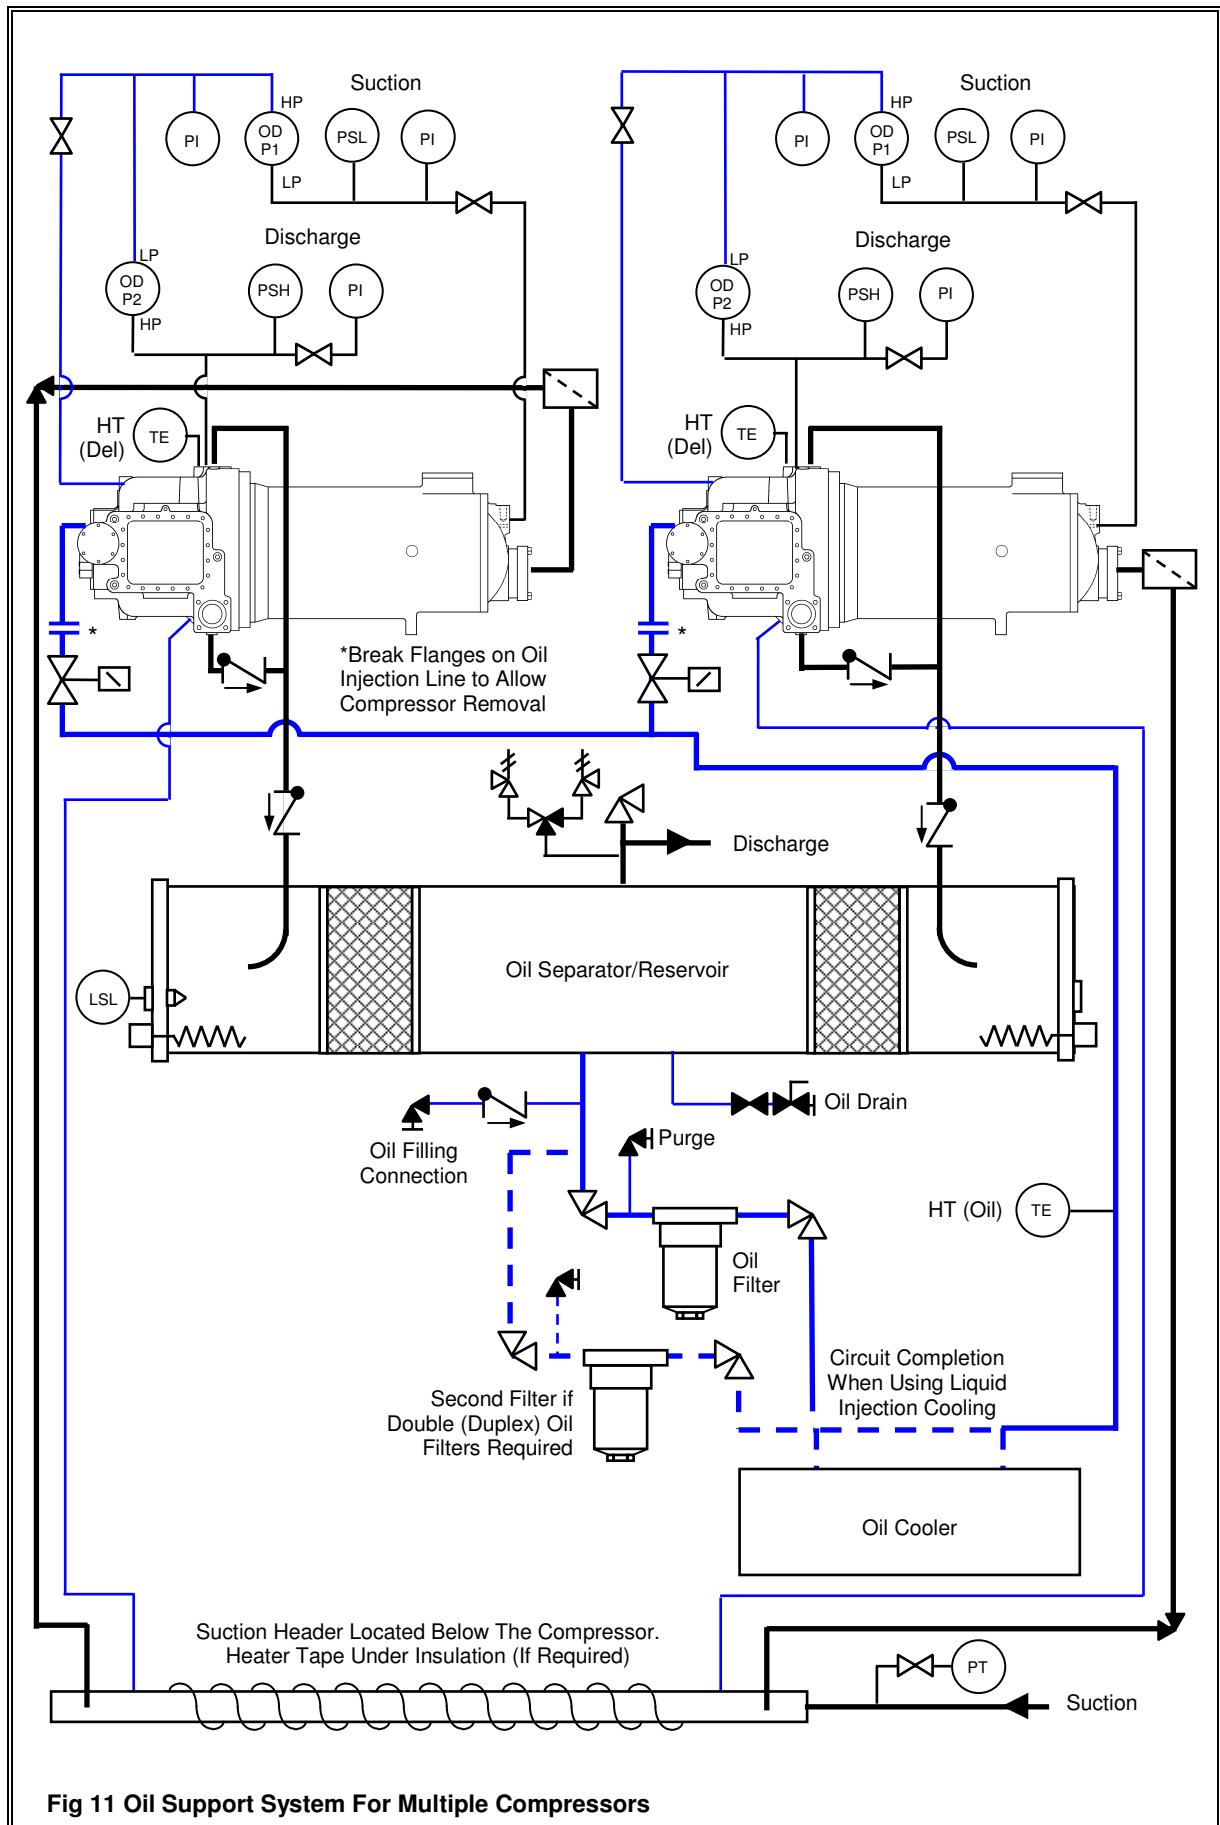 Suction
Suction
HP
HP
PI
OD
P1
PSL
PI
PI
OD
P1
PSL
PI
LP
LP
Discharge
Discharge
LP
LP
OD
P2
PSH
PI
OD
P2
PSH
PI
HP
HP
HT
(Del)
TE
HT
(Del)
TE
*
*
*Break Flanges on Oil
Injection Line to Allow
Compressor Removal
Discharge
Oil Separator/Reservoir
LSL
Oil Drain
Oil Filling
Connection
Purge
HT (Oil)
TE
Oil
Filter
Circuit Completion
When Using Liquid
Injection Cooling
Second Filter if
Double (Duplex) Oil
Filters Required
Oil Cooler
Suction Header Located Below The Compressor.
Heater Tape Under Insulation (If Required)
PT
Suction
Fig 11 Oil Support System For Multiple Compressors